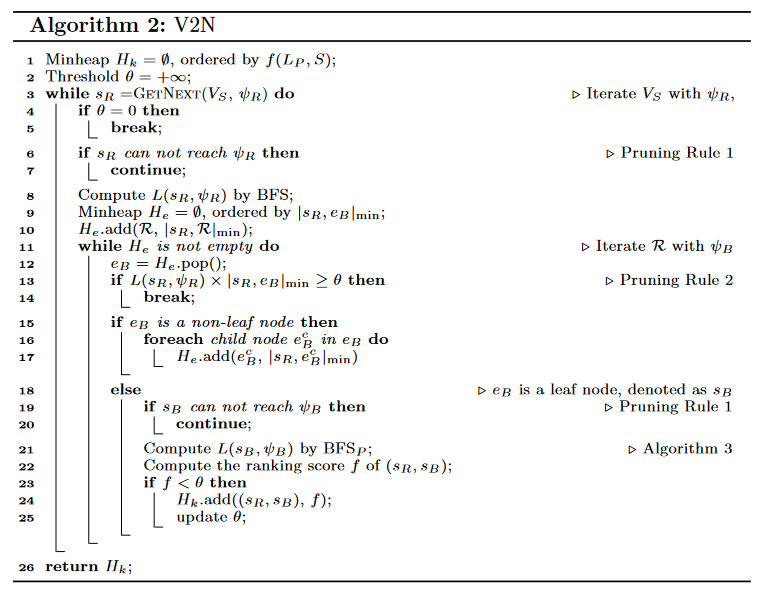 Algorithm 2: V2N
1 Minheap H_k = ∅, ordered by f(L_P, S);
2 Threshold θ = +∞;
3 while s_R =GETNEXT(V_S, ψ_R) do ▷ Iterate V_S with ψ_R,
4 if θ = 0 then
5 break;
6 if s_R can not reach ψ_R then ▷ Pruning Rule 1
7 continue;
8 Compute L(s_R, ψ_R) by BFS;
9 Minheap H_e = ∅, ordered by |s_R, e_B|_min;
10 H_e.add(ℛ, |s_R, ℛ|_min);
11 while H_e is not empty do ▷ Iterate ℛ with ψ_B
12 e_B = H_e.pop();
13 if L(s_R, ψ_R) × |s_R, e_B|_min ≥ θ then ▷ Pruning Rule 2
14 break;
15 if e_B is a non-leaf node then
16 foreach child node e_B^c in e_B do
17 H_e.add(e_B^c, |s_R, e_B^c|_min)
18 else ▷ e_B is a leaf node, denoted as s_B
19 if s_B can not reach ψ_B then ▷ Pruning Rule 1
20 continue;
21 Compute L(s_B, ψ_B) by BFS_P; ▷ Algorithm 3
22 Compute the ranking score f of (s_R, s_B);
23 if f < θ then
24 H_k.add((s_R, s_B), f);
25 update θ;
26 return H_k;